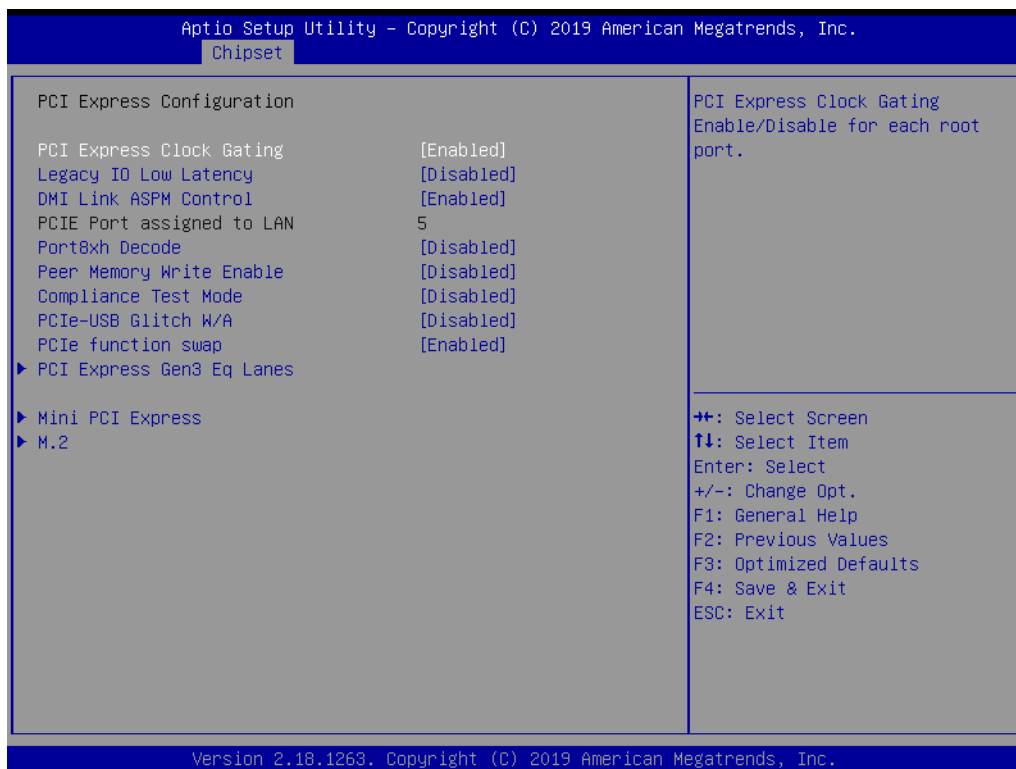 Aptio Setup Utility – Copyright (C) 2019 American Megatrends, Inc.
Chipset
PCI Express Configuration
PCI Express Clock Gating [Enabled]
Legacy IO Low Latency [Disabled]
DMI Link ASPM Control [Enabled]
PCIE Port assigned to LAN 5
Port8xh Decode [Disabled]
Peer Memory Write Enable [Disabled]
Compliance Test Mode [Disabled]
PCIe-USB Glitch W/A [Disabled]
PCIe function swap [Enabled]
▶ PCI Express Gen3 Eq Lanes
▶ Mini PCI Express
▶ M.2
PCI Express Clock Gating
Enable/Disable for each root
port.
→←: Select Screen
↑↓: Select Item
Enter: Select
+/-: Change Opt.
F1: General Help
F2: Previous Values
F3: Optimized Defaults
F4: Save & Exit
ESC: Exit
Version 2.18.1263. Copyright (C) 2019 American Megatrends, Inc.